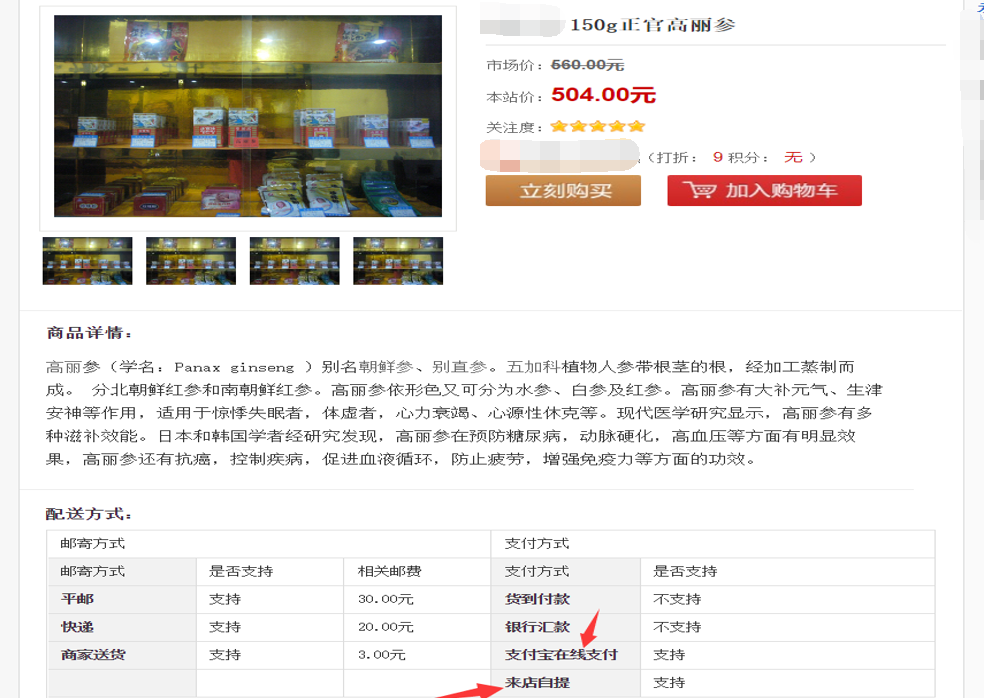 150g正官高丽参
市场价：560.00元
本站价：504.00元
关注度：
（打折： 9 积分： 无 ）
立刻购买
加入购物车
商品详情：
高丽参（学名：Panax ginseng ）别名朝鲜参、别直参。五加科植物人参带根茎的根，经加工蒸制而
成。 分北朝鲜红参和南朝鲜红参。高丽参依形色又可分为水参、白参及红参。高丽参有大补元气、生津
安神等作用，适用于惊悸失眠者，体虚者，心力衰竭、心源性休克等。现代医学研究显示，高丽参有多
种滋补效能。日本和韩国学者经研究发现，高丽参在预防糖尿病，动脉硬化，高血压等方面有明显效
果，高丽参还有抗癌，控制疾病，促进血液循环，防止疲劳，增强免疫力等方面的功效。
配送方式：
邮寄方式 支付方式
邮寄方式 是否支持 相关邮费 支付方式 是否支持
平邮 支持 30.00元 货到付款 不支持
快递 支持 20.00元 银行汇款 不支持
商家送货 支持 3.00元 支付宝在线支付 支持
来店自提 支持